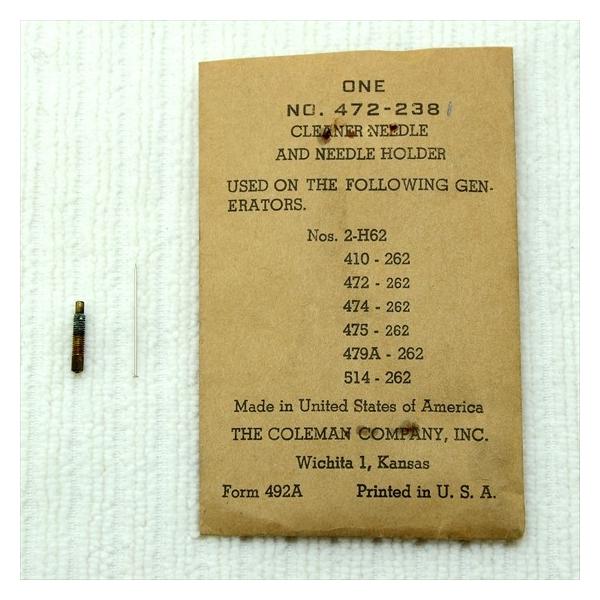 ONE
NO. 472-238
CLEANER NEEDLE
AND NEEDLE HOLDER
USED ON THE FOLLOWING GEN-
ERATORS.
Nos. 2-H62
410 - 262
472 - 262
474 - 262
475 - 262
479A - 262
514 - 262
Made in United States of America
THE COLEMAN COMPANY, INC.
Wichita 1, Kansas
Form 492A Printed in U. S. A.